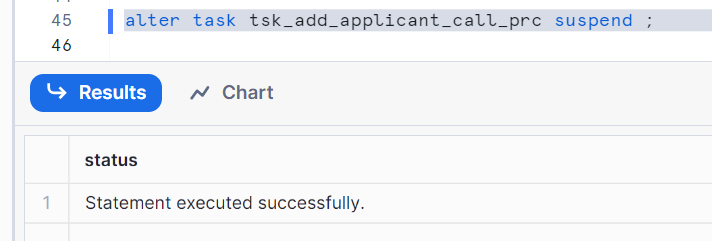 45 alter task tsk_add_applicant_call_prc suspend ;
46
Results Chart
status
1 Statement executed successfully.